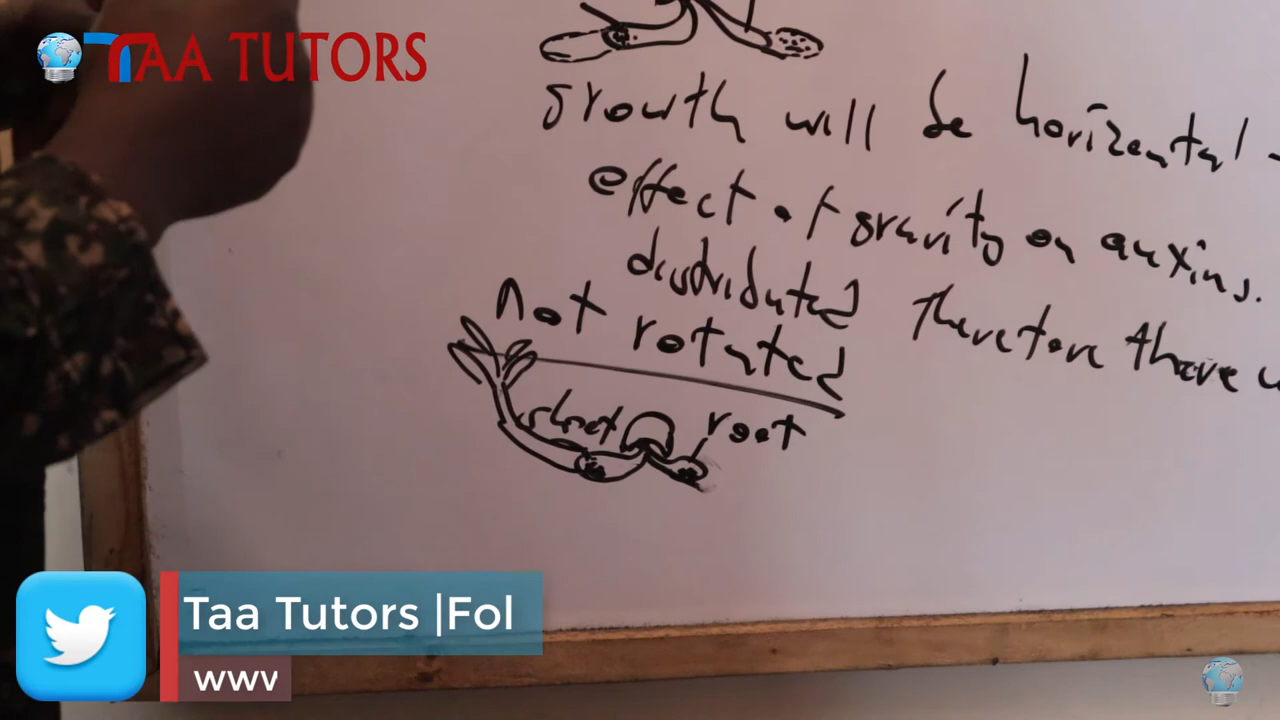 TAA TUTORS
growth will be horizontal -
effect of gravity on auxins.
distributed Therefore there
Not rotated
shoot root
Taa Tutors |Fol
www